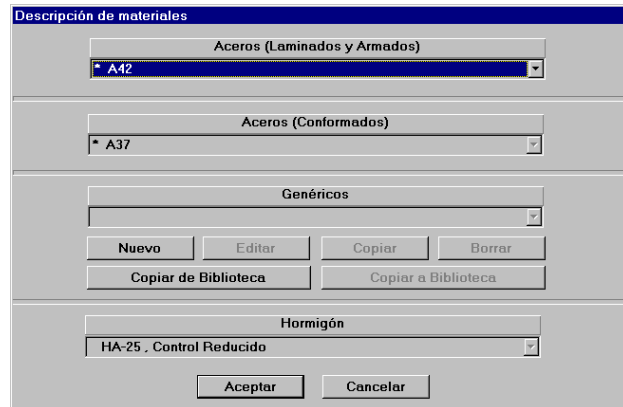 Descripción de materiales
Aceros (Laminados y Armados)
* A42
Aceros (Conformados)
* A37
Genéricos
Nuevo Editar Copiar Borrar
Copiar de Biblioteca Copiar a Biblioteca
Hormigón
HA-25 , Control Reducido
Aceptar Cancelar